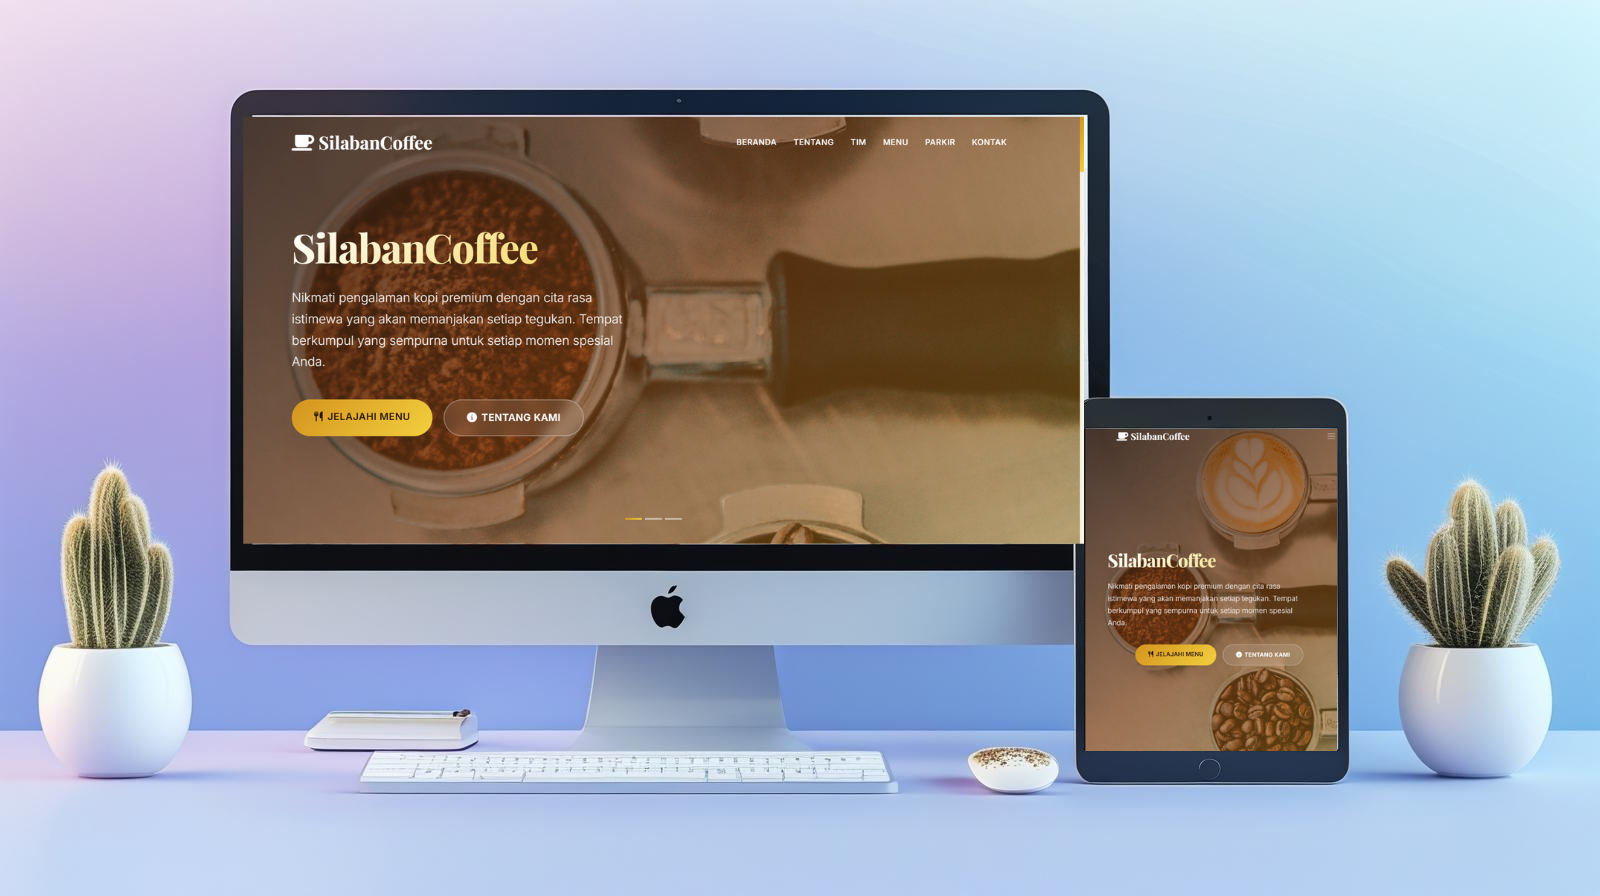 SilabanCoffee
BERANDA TENTANG TIM MENU PARKIR KONTAK
SilabanCoffee
Nikmati pengalaman kopi premium dengan cita rasa
istimewa yang akan memanjakan setiap tegukan. Tempat
berkumpul yang sempurna untuk setiap momen spesial
Anda.
JELAJAHI MENU
TENTANG KAMI
SilabanCoffee
SilabanCoffee
Nikmati pengalaman kopi premium dengan cita rasa
istimewa yang akan memanjakan setiap tegukan. Tempat
berkumpul yang sempurna untuk setiap momen spesial
Anda.
JELAJAHI MENU
TENTANG KAMI